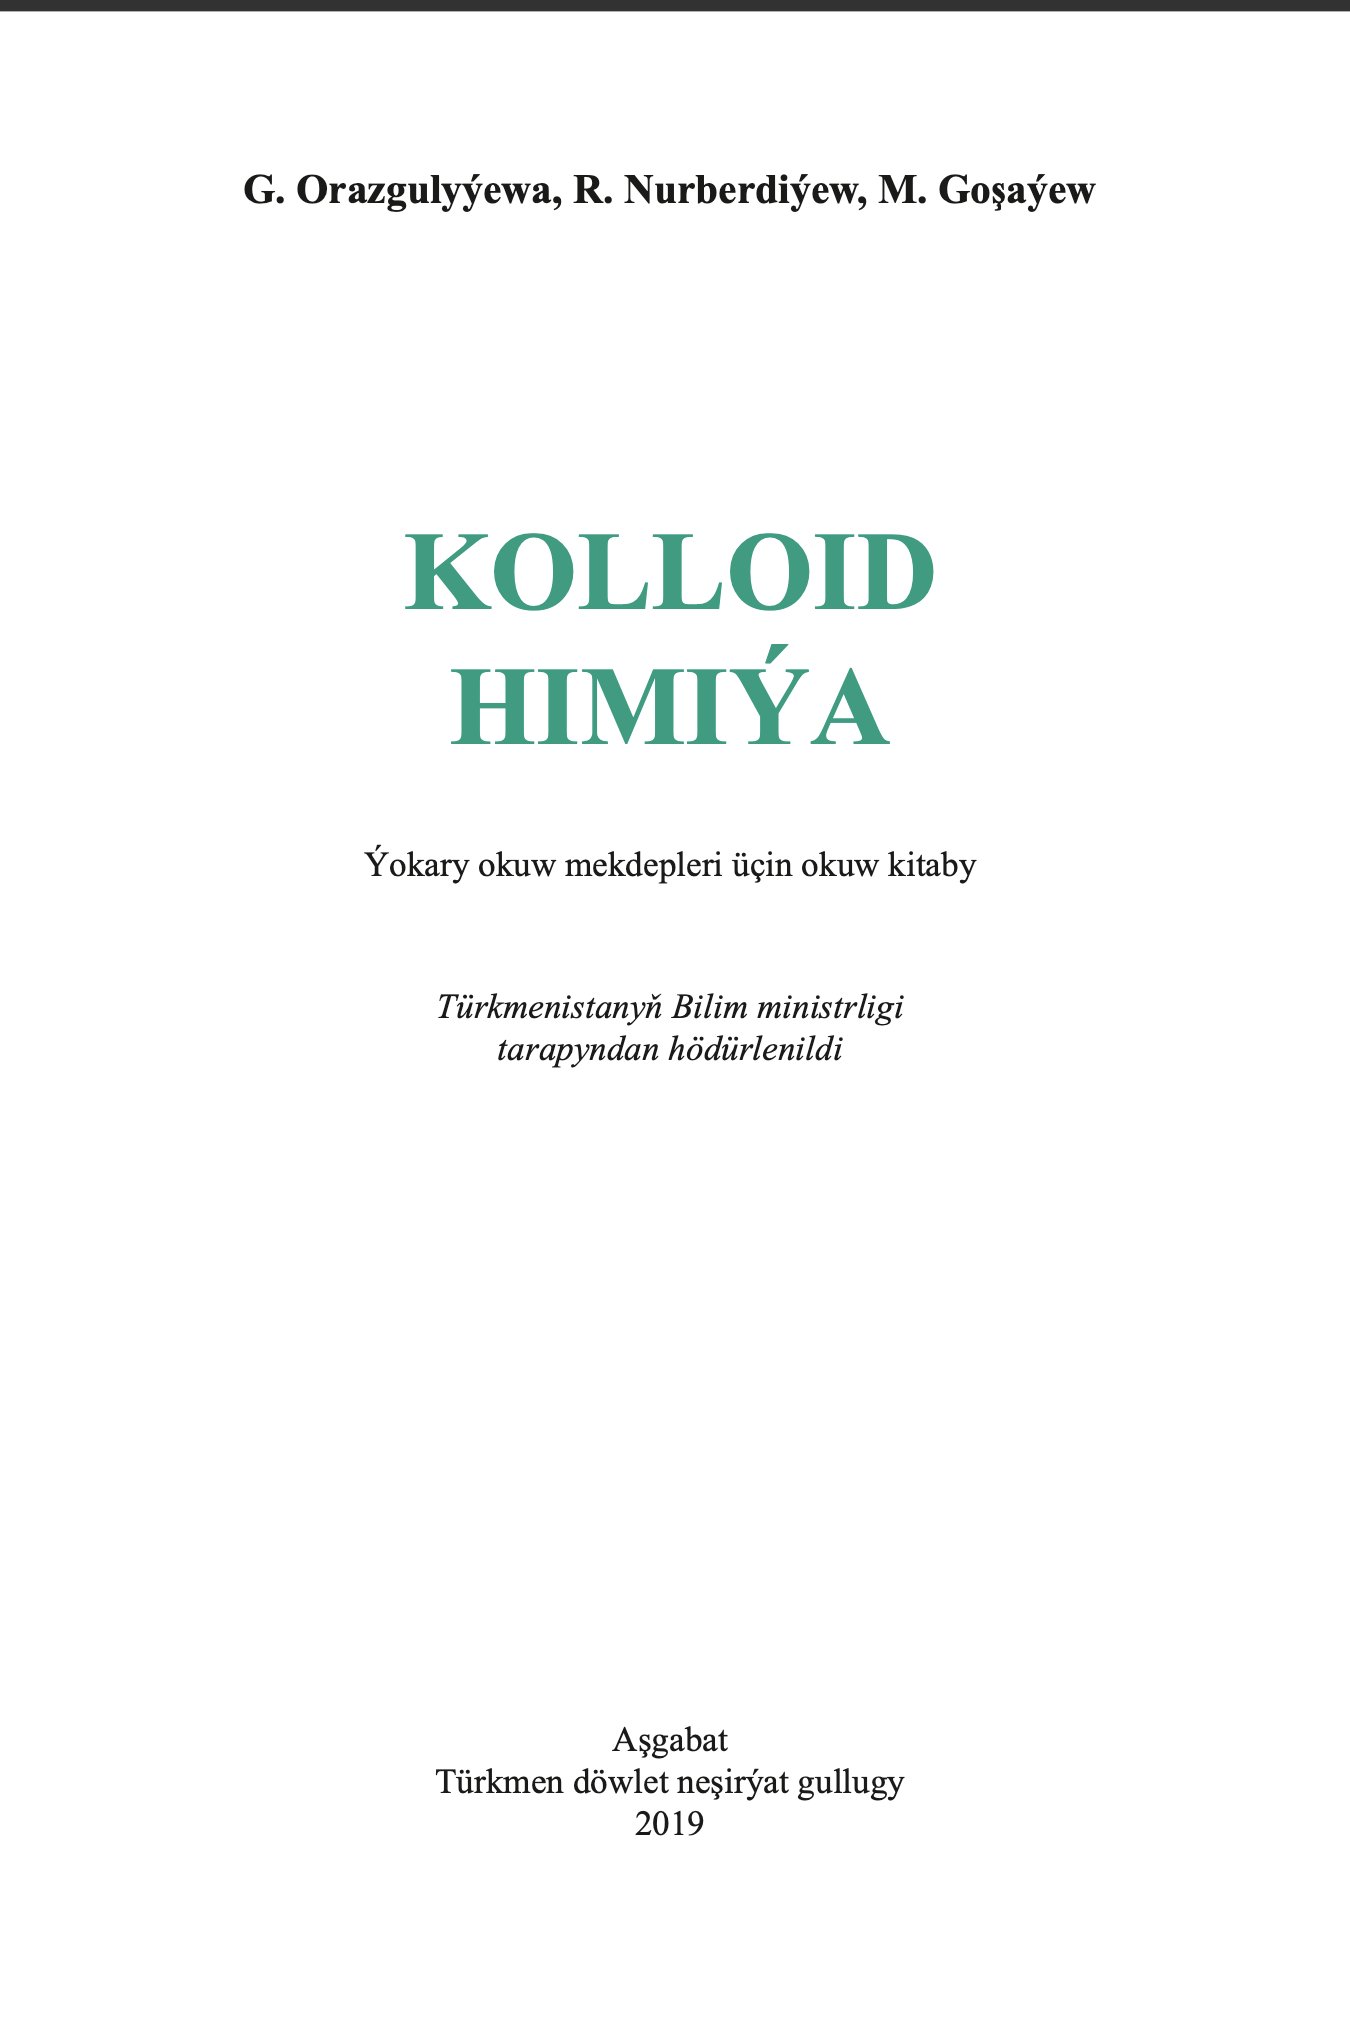 G. Orazgulyýewa, R. Nurberdiýew, M. Goşaýew
KOLLOID
HIMIÝA
Ýokary okuw mekdepleri üçin okuw kitaby
Türkmenistanyň Bilim ministrligi
tarapyndan hödürlenildi
Aşgabat
Türkmen döwlet neşirýat gullugy
2019